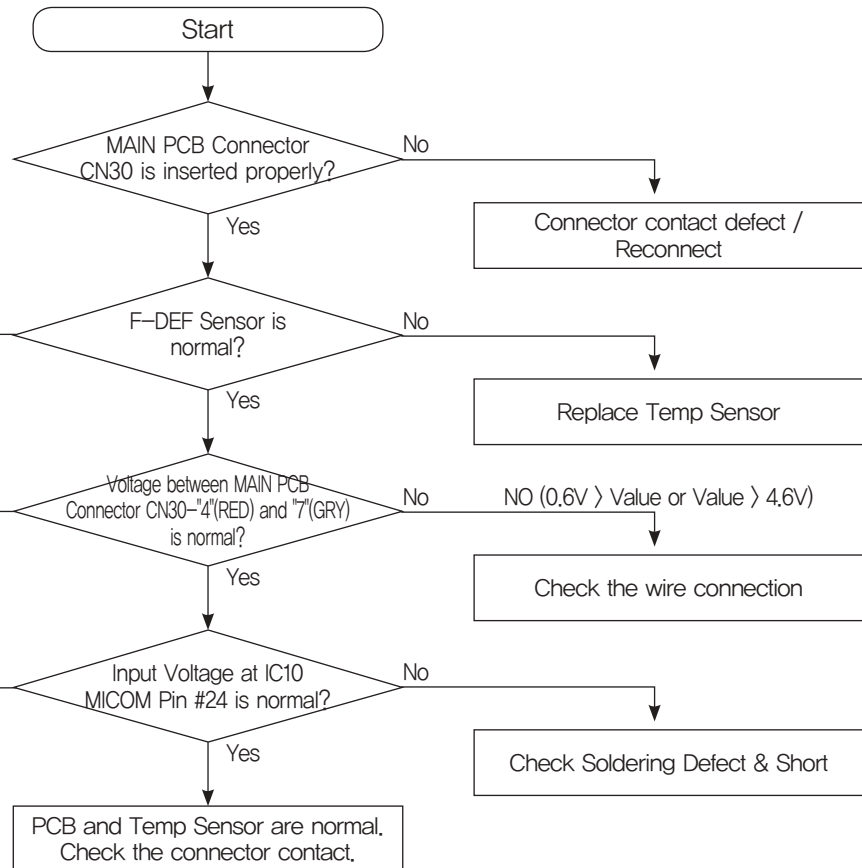 Start
MAIN PCB Connector
CN30 is inserted properly?
No
Connector contact defect /
Reconnect
Yes
F-DEF Sensor is
normal?
No
Replace Temp Sensor
Yes
Voltage between MAIN PCB
Connector CN30-"4"(RED) and "7"(GRY)
is normal?
No
NO (0.6V 〉 Value or Value 〉 4.6V)
Check the wire connection
Yes
Input Voltage at IC10
MICOM Pin #24 is normal?
No
Check Soldering Defect & Short
Yes
PCB and Temp Sensor are normal.
Check the connector contact.